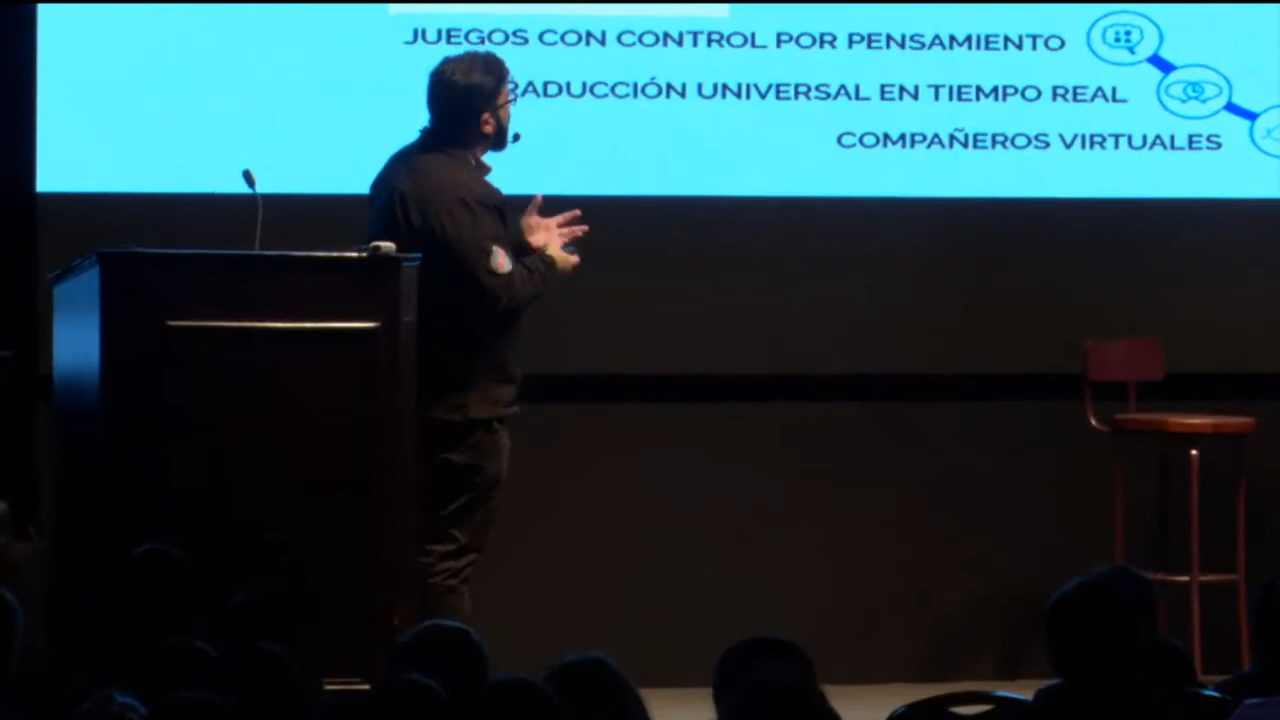 JUEGOS CON CONTROL POR PENSAMIENTO
RADUCCIÓN UNIVERSAL EN TIEMPO REAL
COMPAÑEROS VIRTUALES